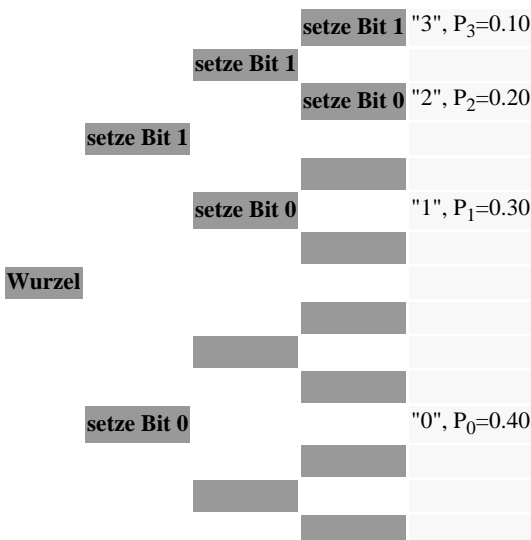 setze Bit 1 "3", P3=0.10
setze Bit 1
setze Bit 0 "2", P2=0.20
setze Bit 1
setze Bit 0 "1", P1=0.30
Wurzel
setze Bit 0 "0", P0=0.40